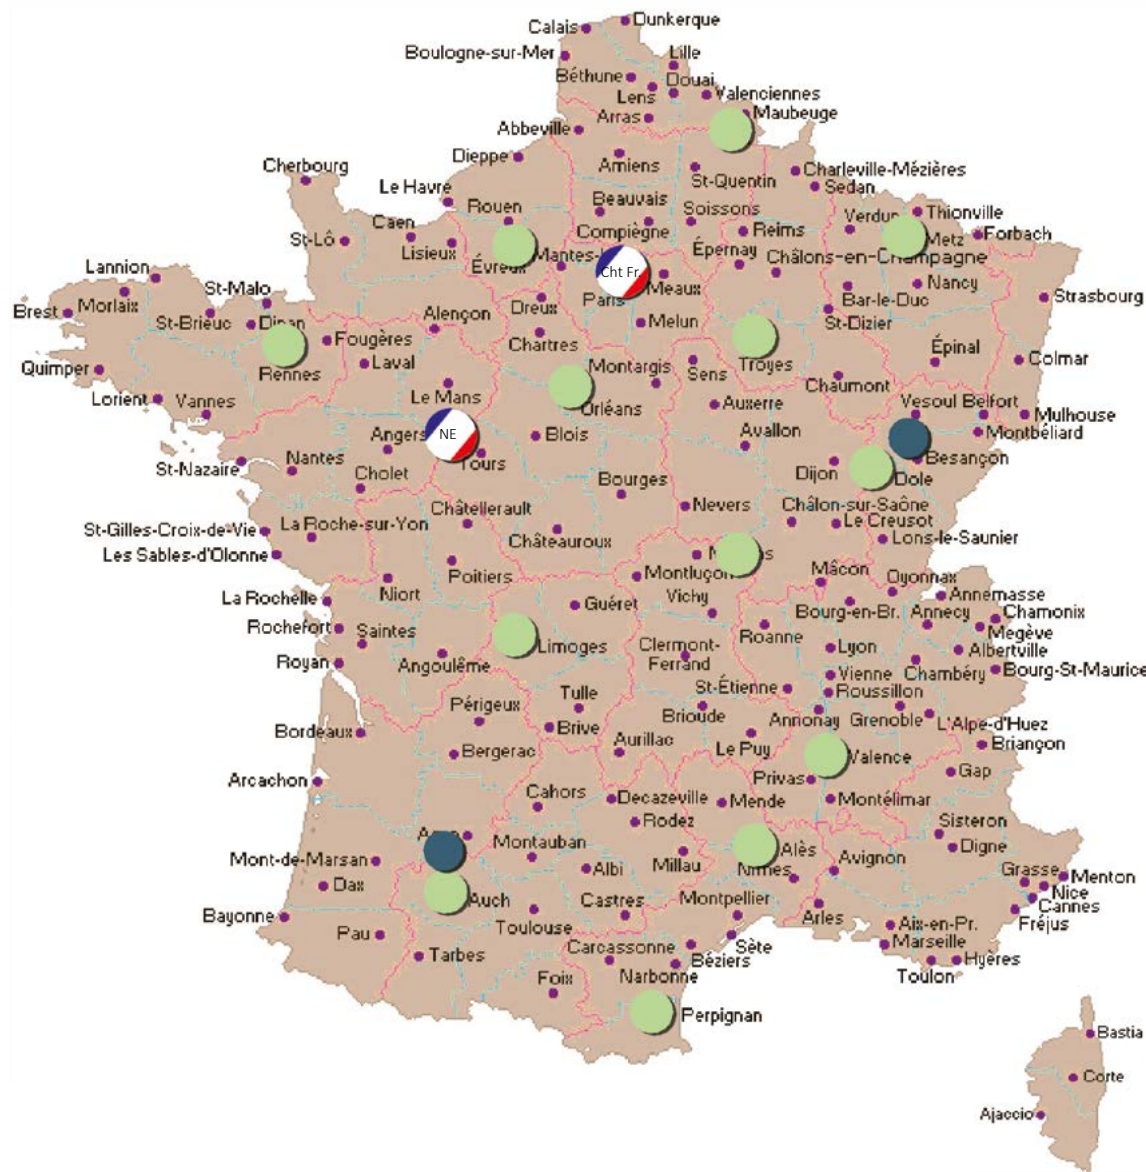 Dunkerque
Calais
Boulogne-sur-Mer
Lille
Béthune
Douai
Lens
Valenciennes
Maubeuge
Arras
Abbeville
Dieppe
Amiens
St-Quentin
Charleville-Mézières
Sedan
Cherbourg
Le Havre
Rouen
Beauvais
Soissons
Compiègne
Reims
Verdun
Thionville
Metz
Forbach
Caen
St-Lô
Lisieux
Évreux
Mantes-
Cht Fr.
Meaux
Paris
Épernay
Châlons-en-Champagne
Nancy
Bar-le-Duc
St-Dizier
Strasbourg
Lannion
Morlaix
Brest
St-Malo
St-Brieuc
Dinan
Fougères
Alençon
Dreux
Chartres
Melun
Rennes
Laval
Quimper
Lorient
Vannes
Le Mans
Montargis
Orléans
Sens
Troyes
Chaumont
Épinal
Colmar
Auxerre
Vesoul
Belfort
Mulhouse
Montbéliard
NE
Angers
Tours
Blois
Avallon
Dijon
Besançon
Dole
St-Nazaire
Nantes
Cholet
Bourges
Nevers
Châlon-sur-Saône
Le Creusot
Lons-le-Saunier
Châtellerault
Châteauroux
St-Gilles-Croix-de-Vie
La Roche-sur-Yon
Les Sables-d'Olonne
Poitiers
Niort
Montluçon
Vichy
Mâcon
Oyonnax
Annemasse
Bourg-en-Br.
Annecy
Chamonix
Megève
Albertville
La Rochelle
Rochefort
Saintes
Royan
Angoulême
Limoges
Guéret
Clermont-
Ferrand
Roanne
Lyon
Vienne
Roussillon
Chambéry
Bourg-St-Maurice
St-Étienne
Annonay
Grenoble
L'Alpe-d'Huez
Briançon
Périgeux
Tulle
Brive
Brioude
Le Puy
Aurillac
Valence
Privas
Gap
Bordeaux
Bergerac
Arcachon
Cahors
Decazeville
Rodez
Mende
Montélimar
Sisteron
Digne
Mont-de-Marsan
Dax
Montauban
Albi
Millau
Alès
Nîmes
Avignon
Grasse
Menton
Nice
Cannes
Fréjus
Bayonne
Pau
Auch
Tarbes
Toulouse
Castres
Montpellier
Arles
Aix-en-Pr.
Marseille
Toulon
Hyères
Carcassonne
Sète
Béziers
Narbonne
Foix
Perpignan
Bastia
Corte
Ajaccio